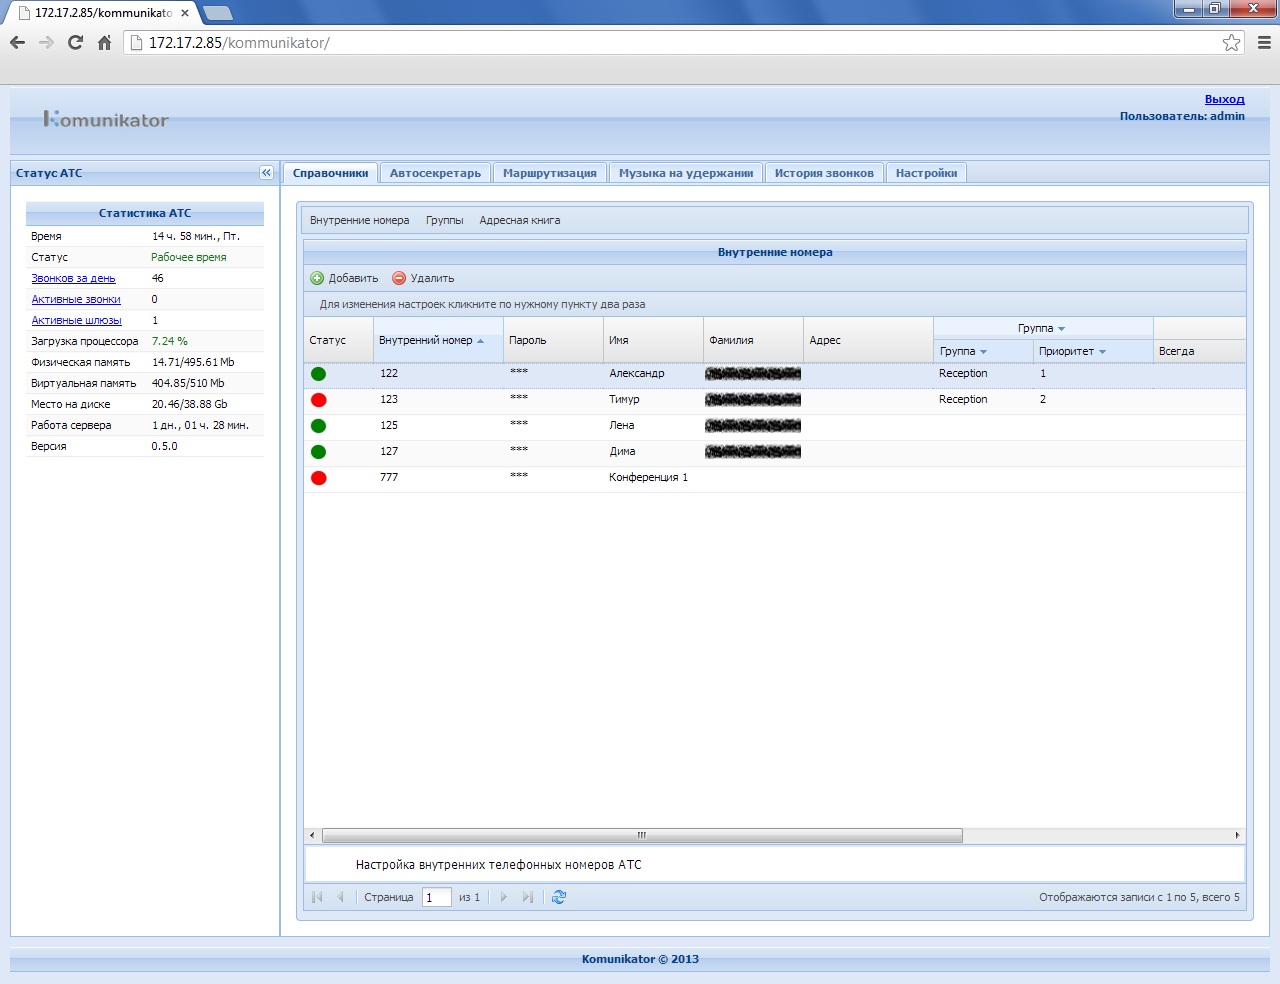 172.17.2.85/kommunikato
172.17.2.85/kommunikator/
Komunikator
Выход
Пользователь: admin
Статус АТС
Статистика АТС
Время 14 ч. 58 мин., Пт.
Статус Рабочее время
Звонков за день 46
Активные звонки 0
Активные шлюзы 1
Загрузка процессора 7.24 %
Физическая память 14.71/495.61 Mb
Виртуальная память 404.85/510 Mb
Место на диске 20.46/38.88 Gb
Работа сервера 1 дн., 01 ч. 28 мин.
Версия 0.5.0
Справочники Автосекретарь Маршрутизация Музыка на удержании История звонков Настройки
Внутренние номера Группы Адресная книга
Внутренние номера
Добавить Удалить
Для изменения настроек кликните по нужному пункту два раза
Группа
Статус Внутренний номер Пароль Имя Фамилия Адрес Группа Приоритет Всегда
122 *** Александр Reception 1
123 *** Тимур Reception 2
125 *** Лена
127 *** Дима
777 *** Конференция 1
Настройка внутренних телефонных номеров АТС
Страница 1 из 1
Отображаются записи с 1 по 5, всего 5
Komunikator © 2013